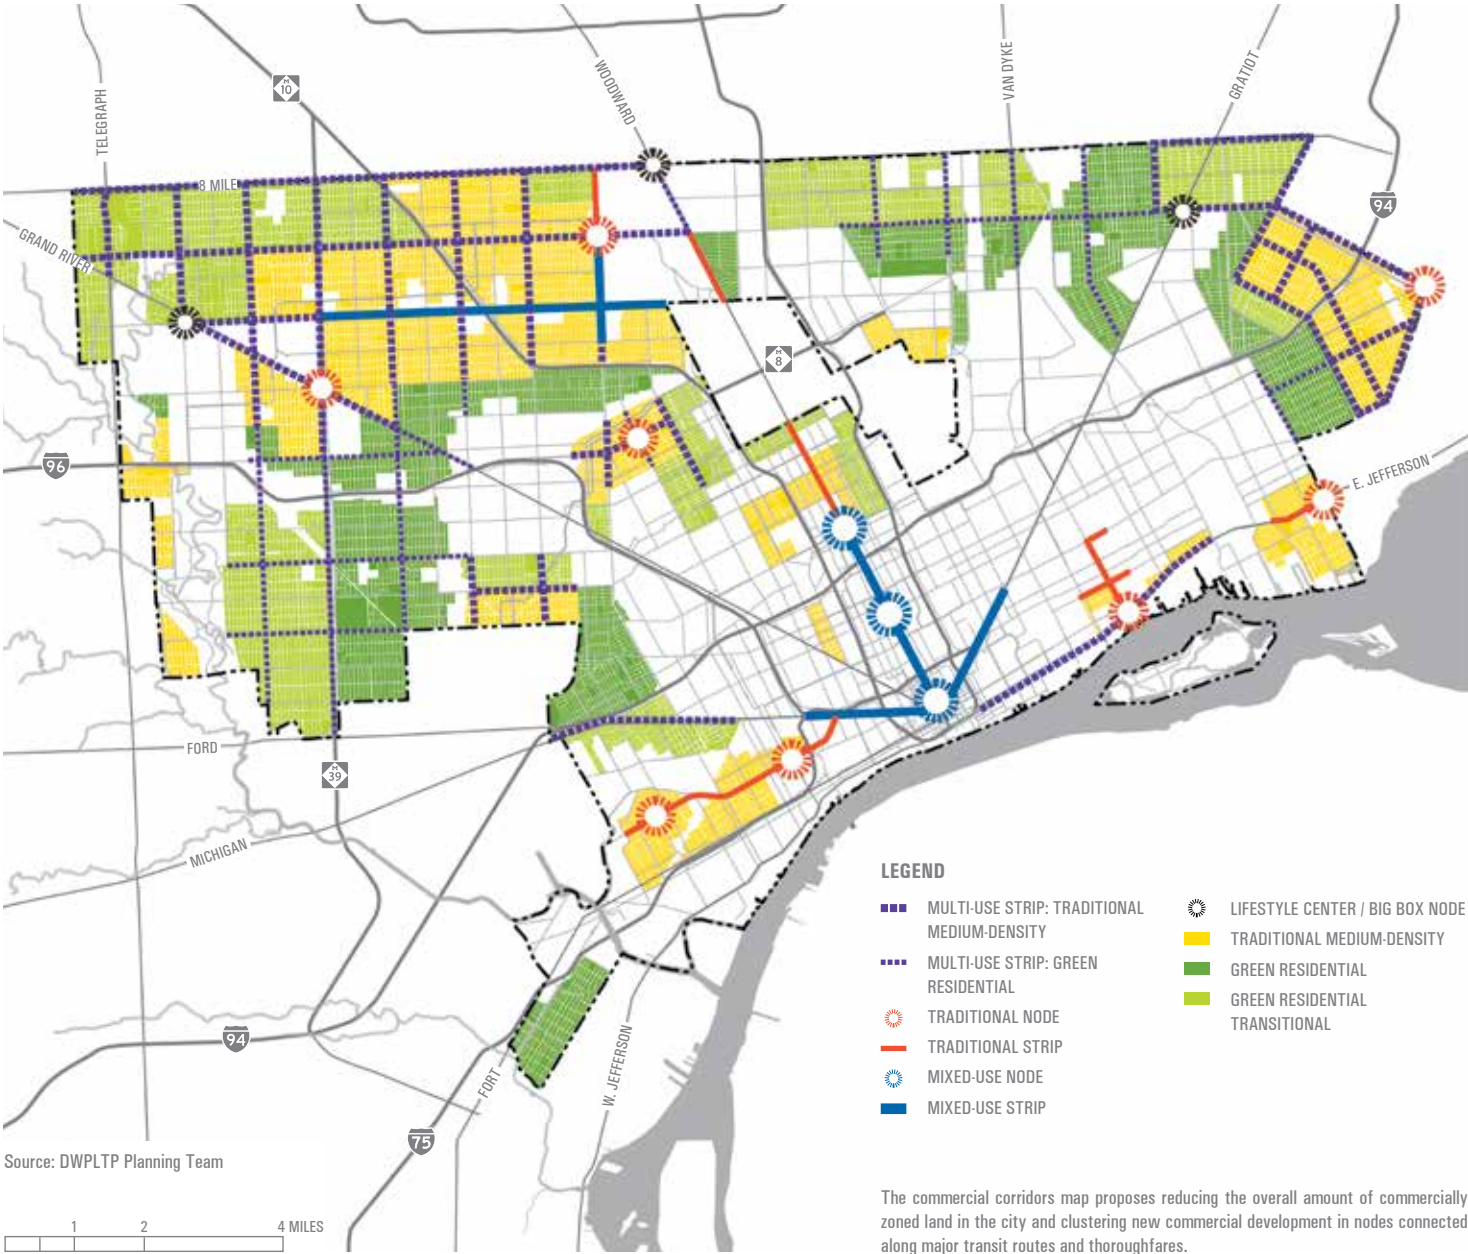 TELEGRAPH
M
10
WOODWARD
VAN DYKE
GRATIOT
8 MILE
94
GRAND RIVER
M
8
96
E. JEFFERSON
FORD
M
39
MICHIGAN
94
FORT
W. JEFFERSON
75
LEGEND
MULTI-USE STRIP: TRADITIONAL
MEDIUM-DENSITY
MULTI-USE STRIP: GREEN
RESIDENTIAL
TRADITIONAL NODE
TRADITIONAL STRIP
MIXED-USE NODE
MIXED-USE STRIP
LIFESTYLE CENTER / BIG BOX NODE
TRADITIONAL MEDIUM-DENSITY
GREEN RESIDENTIAL
GREEN RESIDENTIAL
TRANSITIONAL
Source: DWPLTP Planning Team
1 2 4 MILES
The commercial corridors map proposes reducing the overall amount of commercially
zoned land in the city and clustering new commercial development in nodes connected
along major transit routes and thoroughfares.